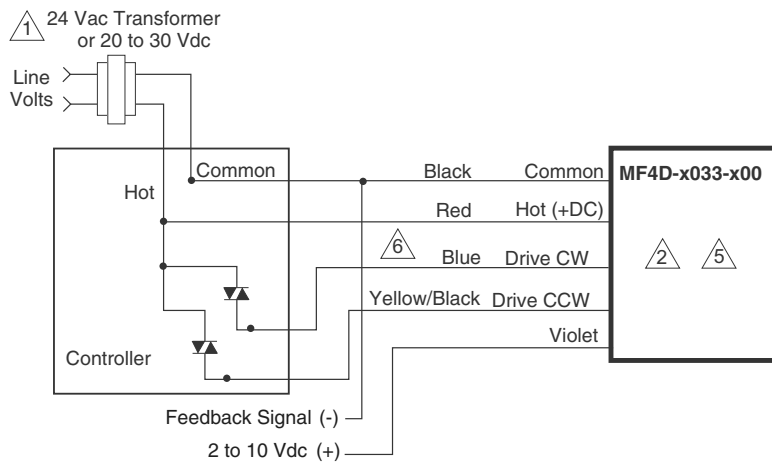 1
24 Vac Transformer
or 20 to 30 Vdc
Line
Volts
Common
Black
Common
MF4D-x033-x00
Hot
Red
Hot (+DC)
6
2
5
Blue
Drive CW
Yellow/Black
Drive CCW
Violet
Controller
Feedback Signal (-)
2 to 10 Vdc (+)